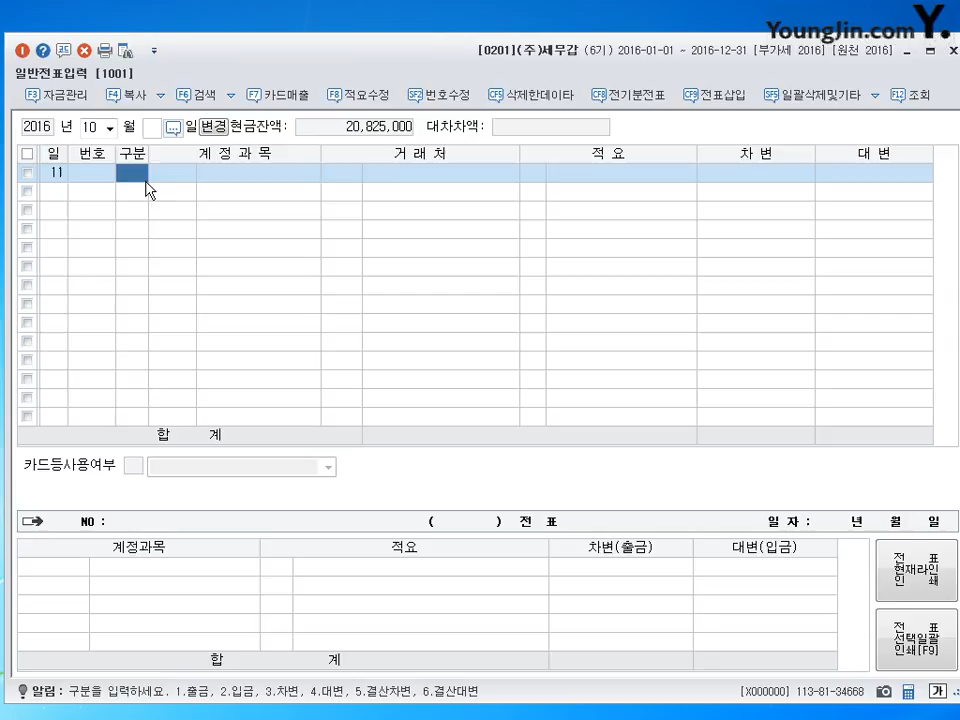 YoungJin.com Y.
[0201](주)세무갑 (6기) 2016-01-01 ~ 2016-12-31 [부가세 2016] [원천 2016]
일반전표입력 [1001]
F3 자금관리 F4 복사 F6 검색 F7 카드매출 F8 적요수정 SF2 번호수정 CF5 삭제한데이타 CF8 전기분전표 CF9 전표삽입 SF5 일괄삭제및기타 F12 조회
2016 년 10 월 일 변경 현금잔액: 20,825,000 대차차액:
일 번호 구분 계 정 과 목 거 래 처 적 요 차 변 대 변
11
합 계
카드등사용여부
NO : ( ) 전 표 일 자 : 년 월 일
계정과목 적요 차변(출금) 대변(입금)
전 표
현재라인
인 쇄
전 표
선택일괄
인쇄[F9]
합 계
알림 : 구분을 입력하세요. 1.출금, 2.입금, 3.차변, 4.대변, 5.결산차변, 6.결산대변
[X000000] 113-81-34668 가